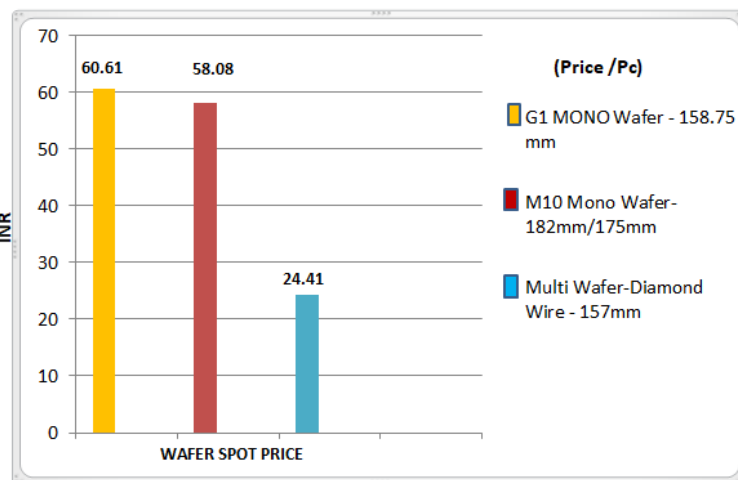 70
60
50
40
30
20
10
0
INR
60.61
58.08
24.41
WAFER SPOT PRICE
(Price /Pc)
G1 MONO Wafer - 158.75
mm
M10 Mono Wafer-
182mm/175mm
Multi Wafer-Diamond
Wire - 157mm